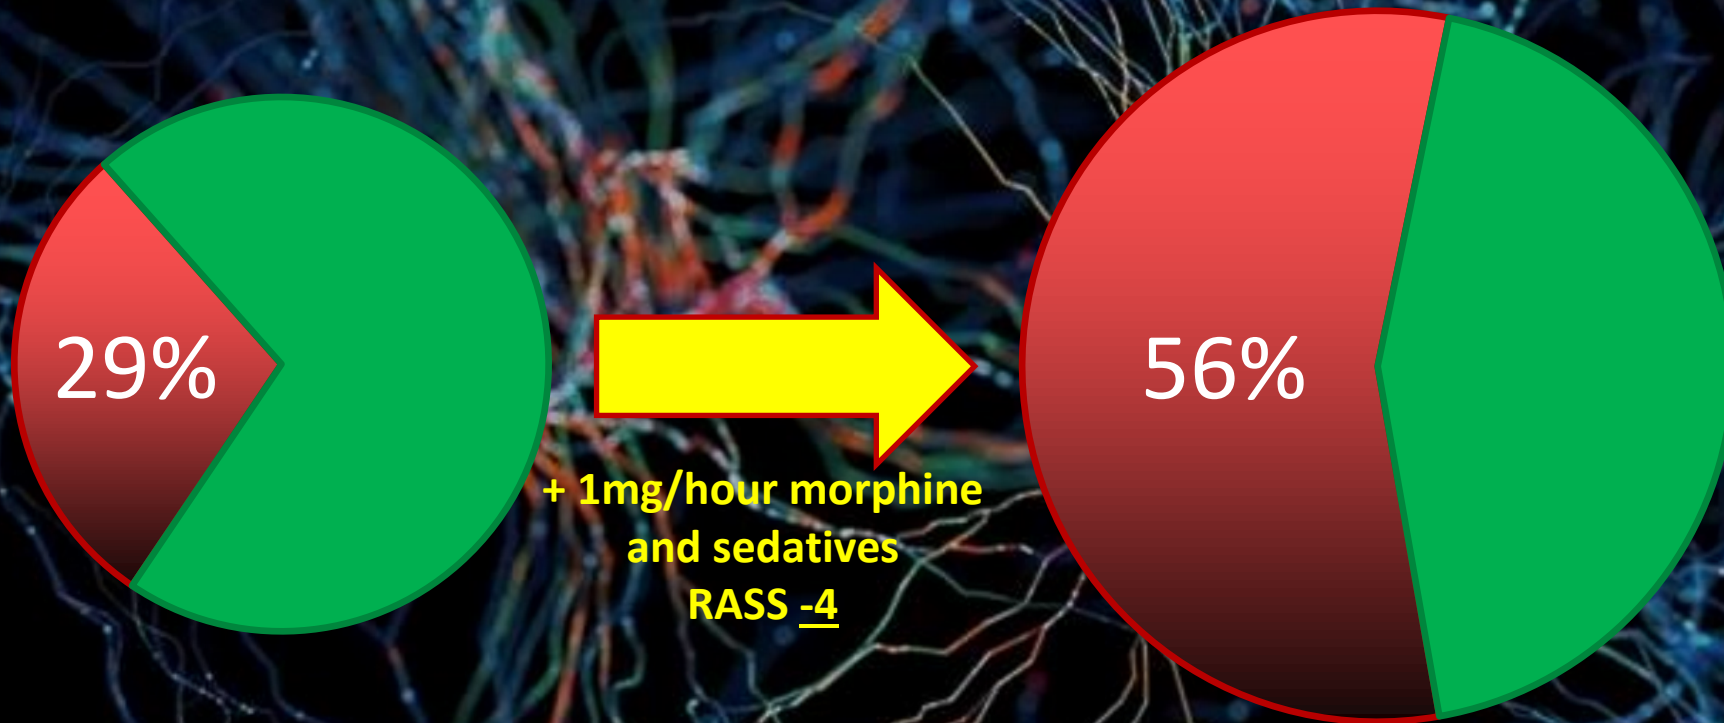 29%
+ 1mg/hour morphine
and sedatives
RASS -4
56%